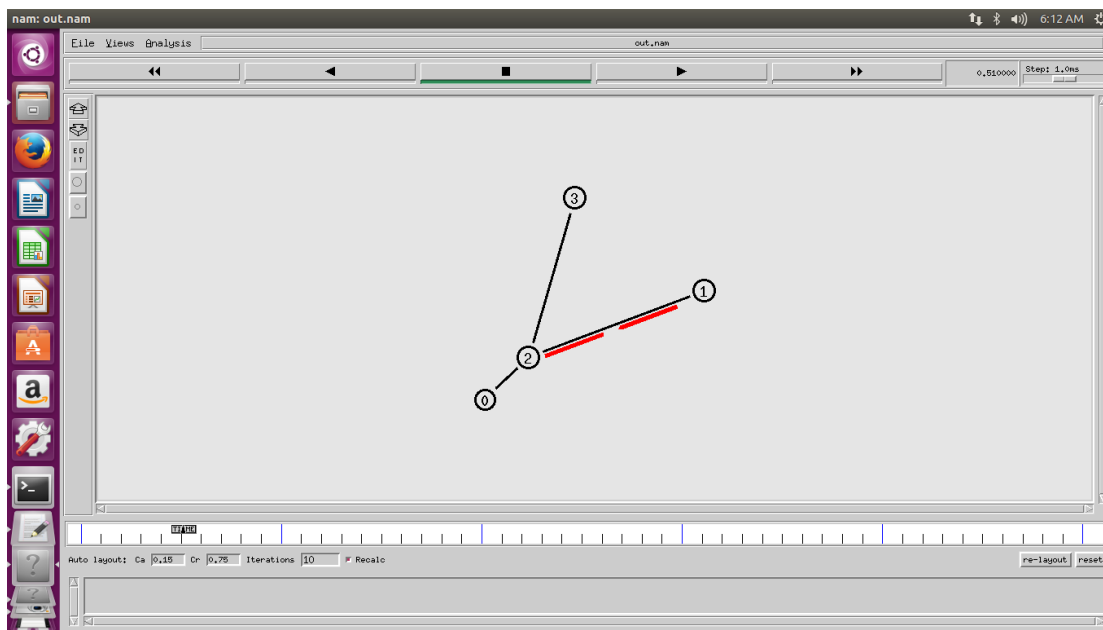 nam: out.nam
6:12 AM
File Views Analysis
out.nam
0.510000
Step: 1.0ms
ED
IT
3
1
2
0
TIME
Auto layout: Ca 0.15 Cr 0.75 Iterations 10 Recalc
re-layout reset
a
>_
?
?